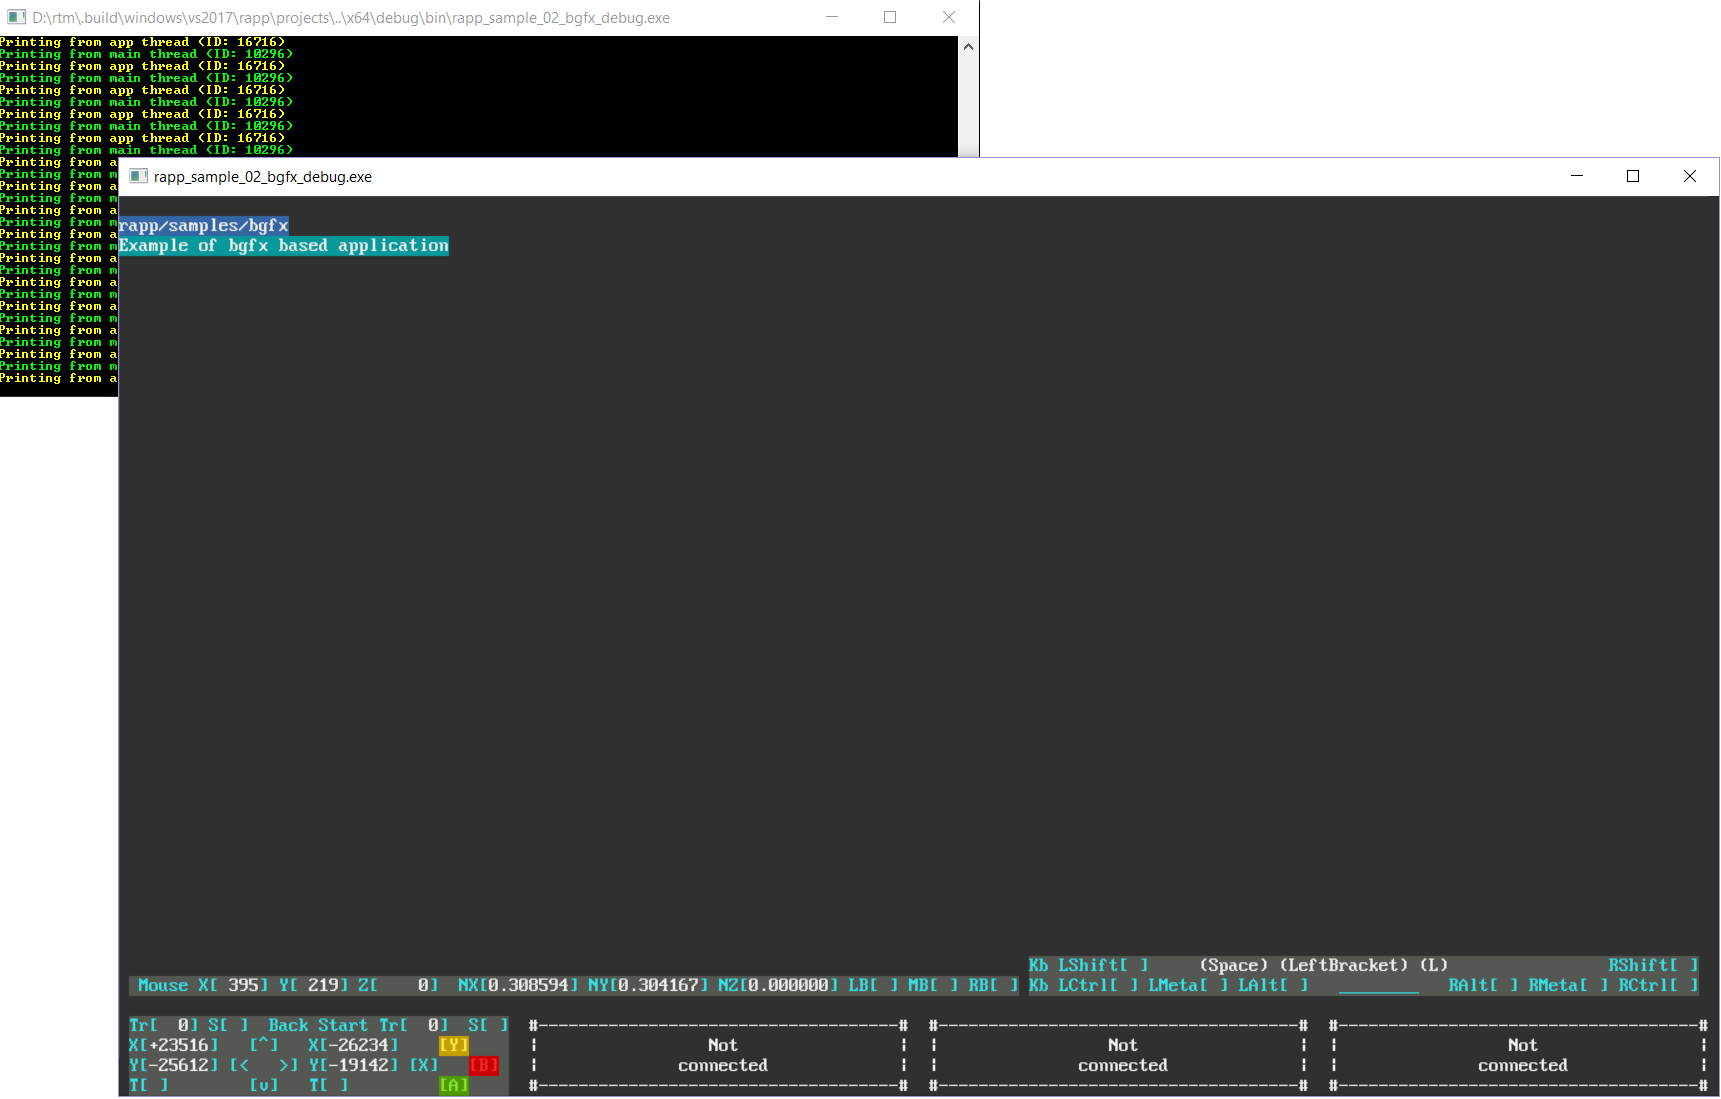 D:\rtm\.build\windows\vs2017\rapp\projects\..\x64\debug\bin\rapp_sample_02_bgfx_debug.exe
Printing from app thread (ID: 16716)
Printing from main thread (ID: 10296)
Printing from app thread (ID: 16716)
Printing from main thread (ID: 10296)
Printing from app thread (ID: 16716)
Printing from main thread (ID: 10296)
Printing from app thread (ID: 16716)
Printing from main thread (ID: 10296)
Printing from app thread (ID: 16716)
Printing from main thread (ID: 10296)
Printing from a
Printing from m
Printing from a
Printing from m
Printing from a
Printing from m
Printing from a
Printing from m
Printing from a
Printing from m
Printing from a
Printing from m
Printing from a
Printing from m
Printing from a
Printing from m
Printing from a
Printing from m
Printing from a
Printing from m
Printing from a
rapp_sample_02_bgfx_debug.exe
rapp/samples/bgfx
Example of bgfx based application
Kb LShift[ ] (Space) (LeftBracket) (L) RShift[ ]
Mouse X[ 395] Y[ 219] Z[ 0] NX[0.308594] NY[0.304167] NZ[0.000000] LB[ ] MB[ ] RB[ ] Kb LCtrl[ ] LMeta[ ] LAlt[ ] ________ RAlt[ ] RMeta[ ] RCtrl[ ]
Tr[ 0] S[ ] Back Start Tr[ 0] S[ ] #------------------------------------# #------------------------------------# #------------------------------------#
X[+23516] [^] X[-26234] [Y] ¦ Not ¦ ¦ Not ¦ ¦ Not ¦
Y[-25612] [< >] Y[-19142] [X] [B] ¦ connected ¦ ¦ connected ¦ ¦ connected ¦
T[ ] [v] T[ ] [A] #------------------------------------# #------------------------------------# #------------------------------------#